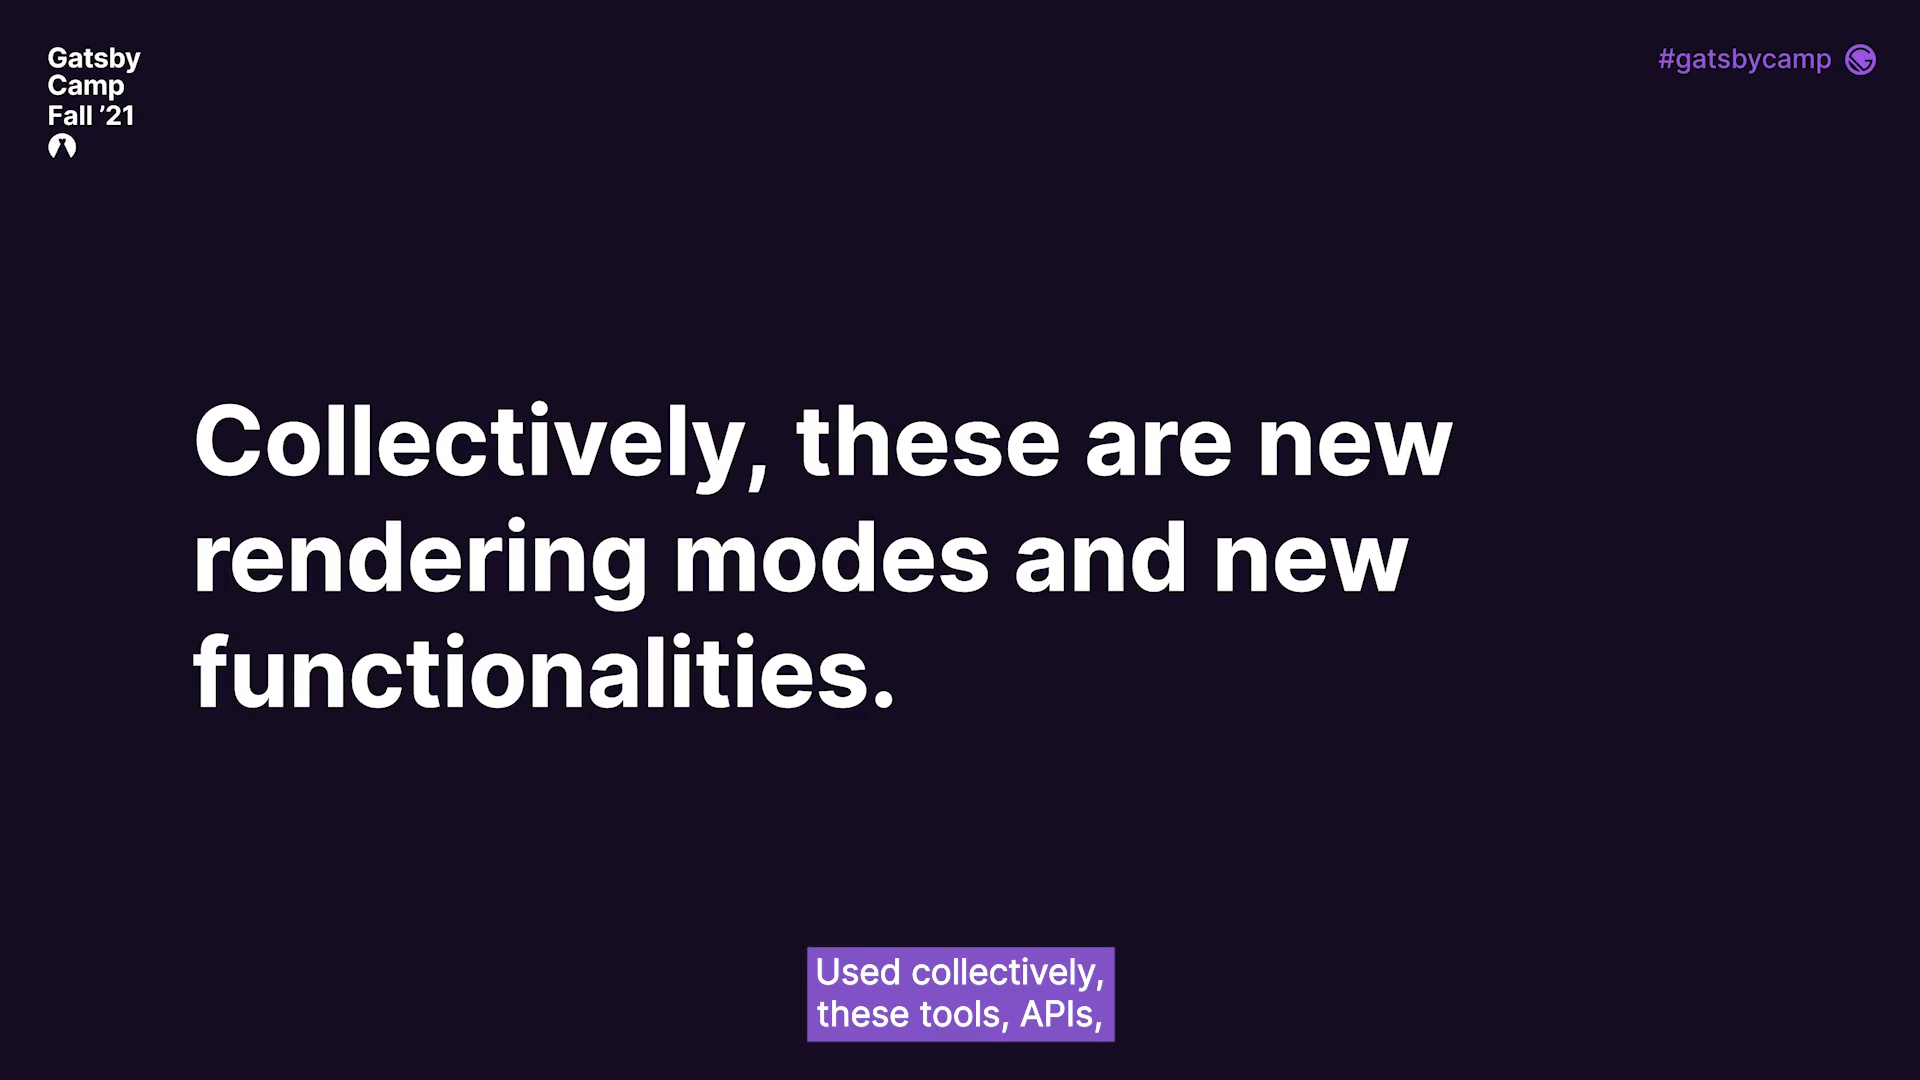 Gatsby
Camp
Fall ’21
#gatsbycamp
Collectively, these are new
rendering modes and new
functionalities.
Used collectively,
these tools, APIs,